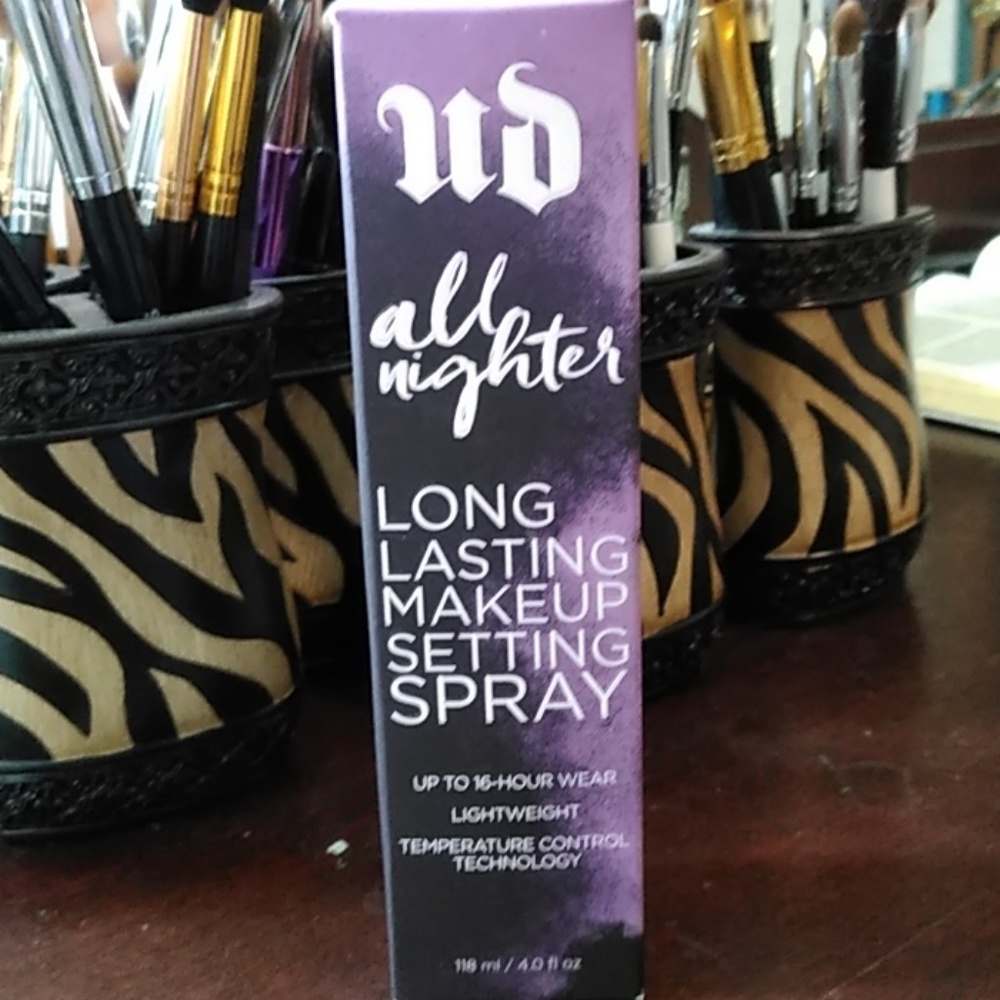 UD
all
nighter
LONG
LASTING
MAKEUP
SETTING
SPRAY
UP TO 16-HOUR WEAR
LIGHTWEIGHT
TEMPERATURE CONTROL
TECHNOLOGY
118 ml / 4.0 fl oz